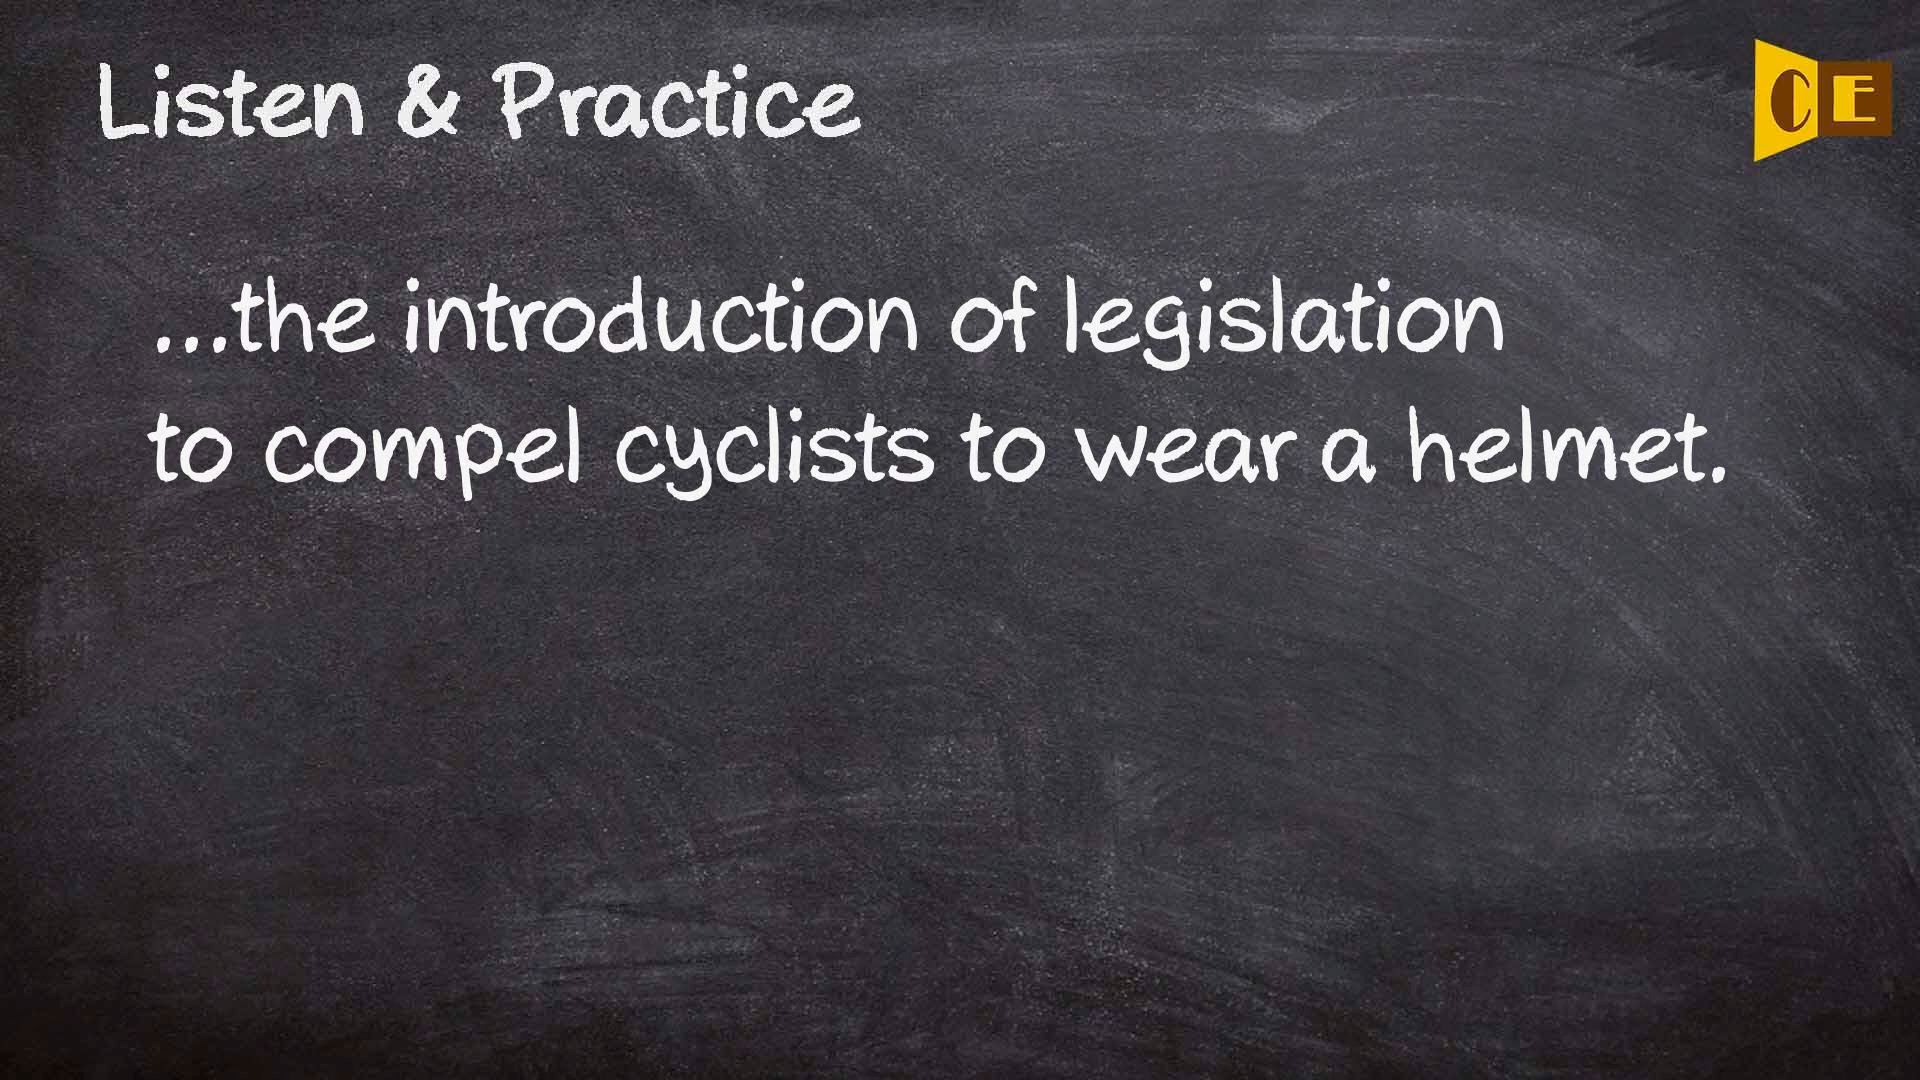 Listen & Practice
CE
...the introduction of legislation
to compel cyclists to wear a helmet.